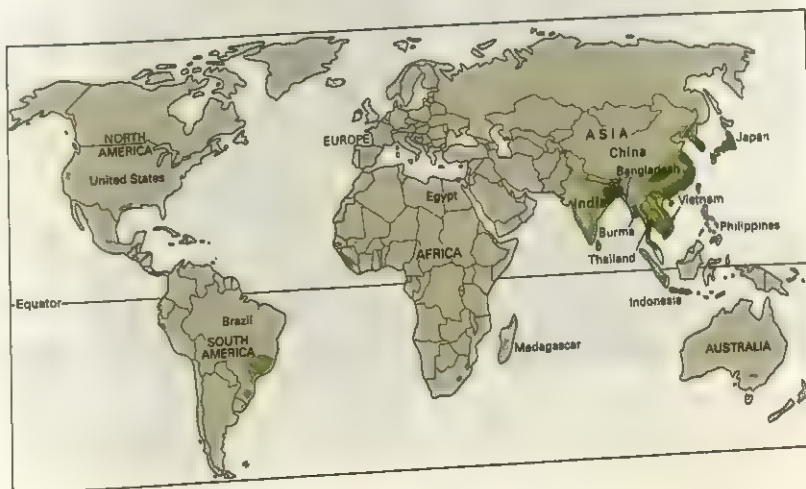 NORTH
AMERICA
United States
EUROPE
ASIA
China
Japan
Bangladesh
Egypt
India
Vietnam
Burma
Philippines
AFRICA
Thailand
Equator
Indonesia
Brazil
SOUTH
AMERICA
Madagascar
AUSTRALIA